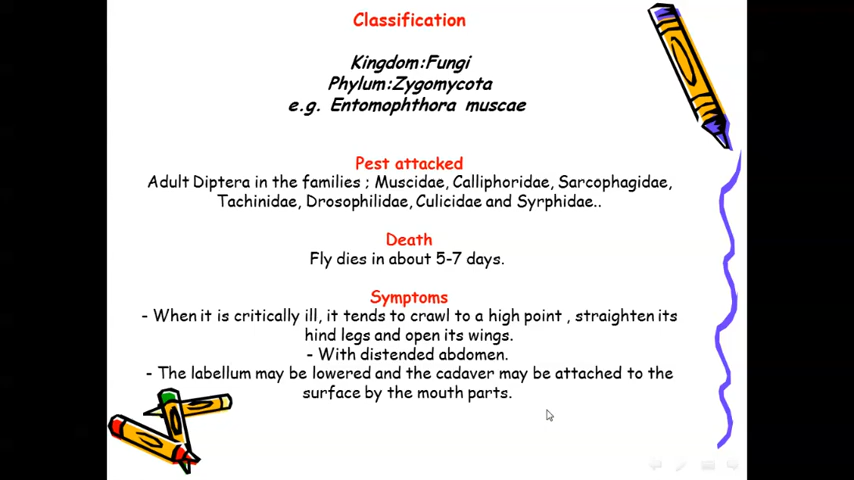 Classification
Kingdom:Fungi
Phylum:Zygomycota
e.g. Entomophthora muscae
Pest attacked
Adult Diptera in the families ; Muscidae, Calliphoridae, Sarcophagidae,
Tachinidae, Drosophilidae, Culicidae and Syrphidae..
Death
Fly dies in about 5-7 days.
Symptoms
- When it is critically ill, it tends to crawl to a high point , straighten its
hind legs and open its wings.
- With distended abdomen.
- The labellum may be lowered and the cadaver may be attached to the
surface by the mouth parts.